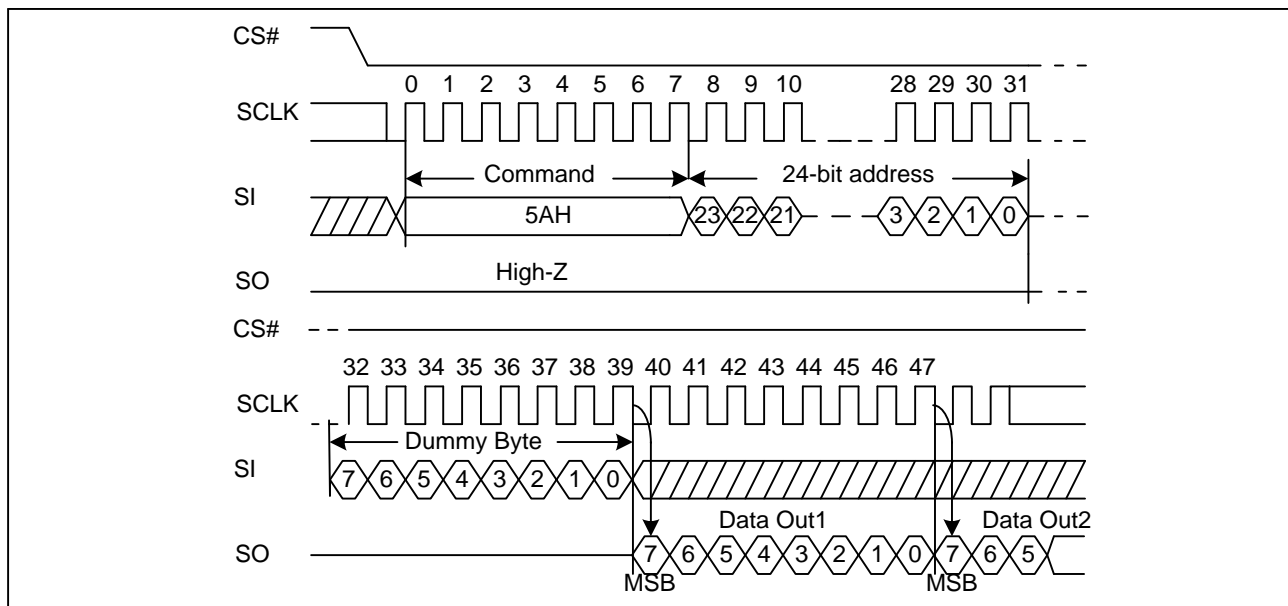 CS#
0 1 2 3 4 5 6 7 8 9 10 28 29 30 31
SCLK
Command 24-bit address
SI
5AH 23 22 21 3 2 1 0
High-Z
SO
CS#
32 33 34 35 36 37 38 39 40 41 42 43 44 45 46 47
SCLK
Dummy Byte
SI
7 6 5 4 3 2 1 0
Data Out1 Data Out2
SO
7 6 5 4 3 2 1 0 7 6 5
MSB MSB